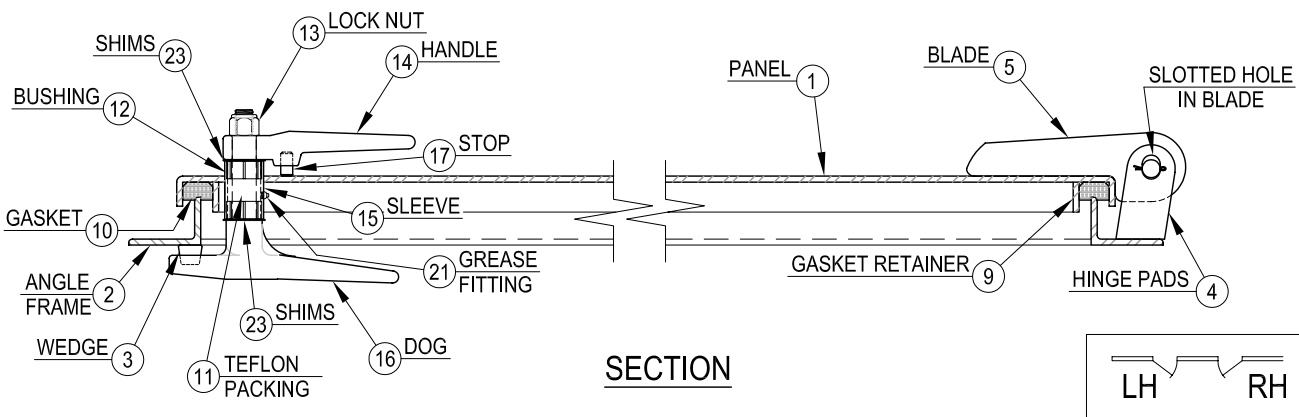 LOCK NUT
13
SHIMS
23
HANDLE
14
BUSHING
12
PANEL
1
BLADE
5
SLOTTED HOLE
IN BLADE
STOP
17
GASKET
10
SLEEVE
15
GREASE
FITTING
21
ANGLE
FRAME
2
GASKET RETAINER
9
HINGE PADS
4
SHIMS
23
WEDGE
3
DOG
16
TEFLON
PACKING
11
SECTION
LH
RH